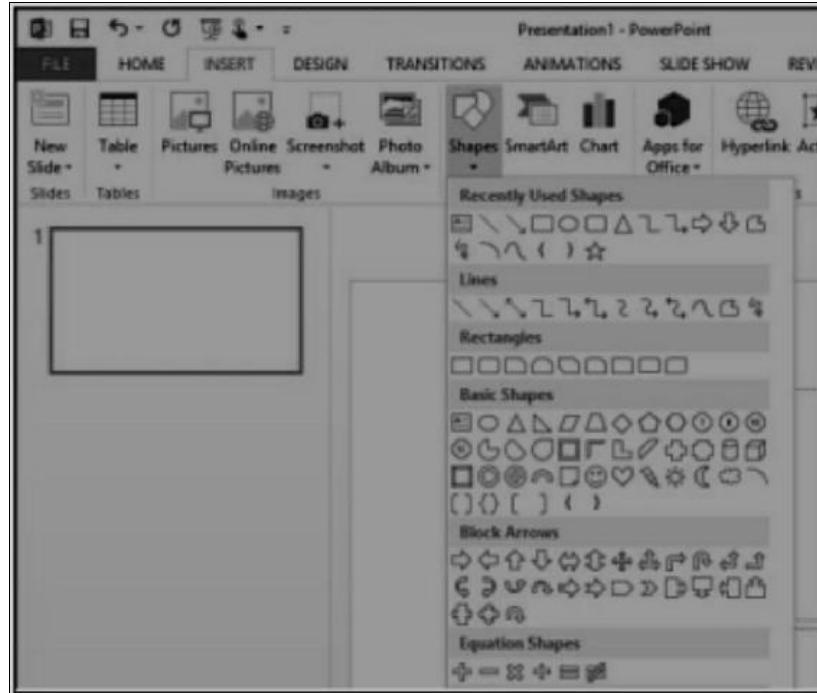 Presentation1 - PowerPoint
FILE HOME INSERT DESIGN TRANSITIONS ANIMATIONS SLIDE SHOW REVI
New Table Pictures Online Screenshot Photo Shapes SmartArt Chart Apps for Hyperlink Act
Slide Pictures Album Office
Slides Tables Images s
Recently Used Shapes
1
Lines
Rectangles
Basic Shapes
Block Arrows
Equation Shapes